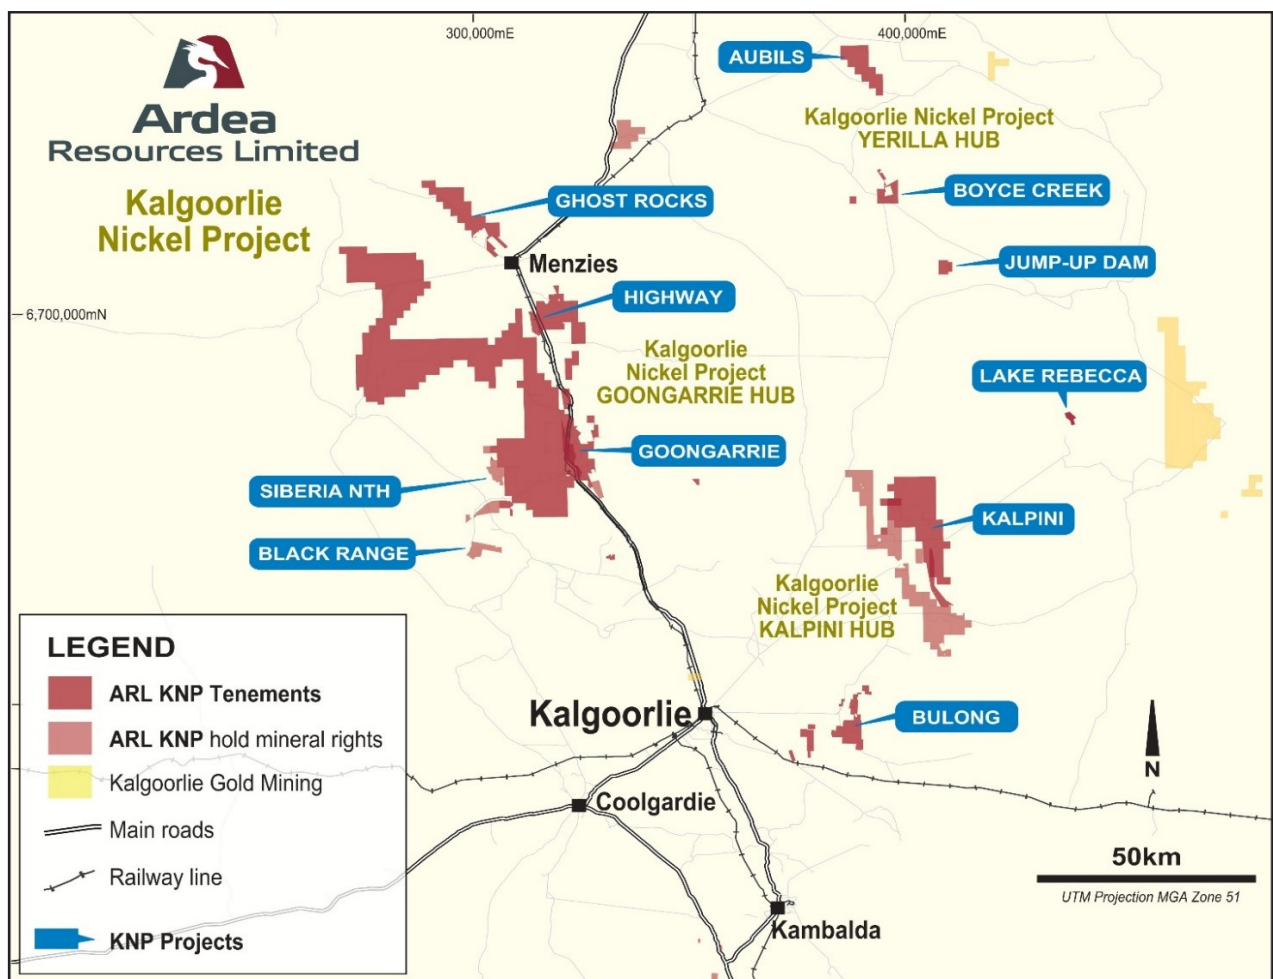 300,000mE
400,000mE
Ardea
Resources Limited
Kalgoorlie
Nickel Project
AUBILS
Kalgoorlie Nickel Project
YERILLA HUB
BOYCE CREEK
GHOST ROCKS
Menzies
JUMP-UP DAM
HIGHWAY
6,700,000mN
Kalgoorlie
Nickel Project
GOONGARRIE HUB
LAKE REBECCA
GOONGARRIE
SIBERIA NTH
KALPINI
BLACK RANGE
Kalgoorlie
Nickel Project
KALPINI HUB
Kalgoorlie
BULONG
Coolgardie
Kambalda
LEGEND
ARL KNP Tenements
ARL KNP hold mineral rights
Kalgoorlie Gold Mining
Main roads
Railway line
KNP Projects
N
50km
UTM Projection MGA Zone 51